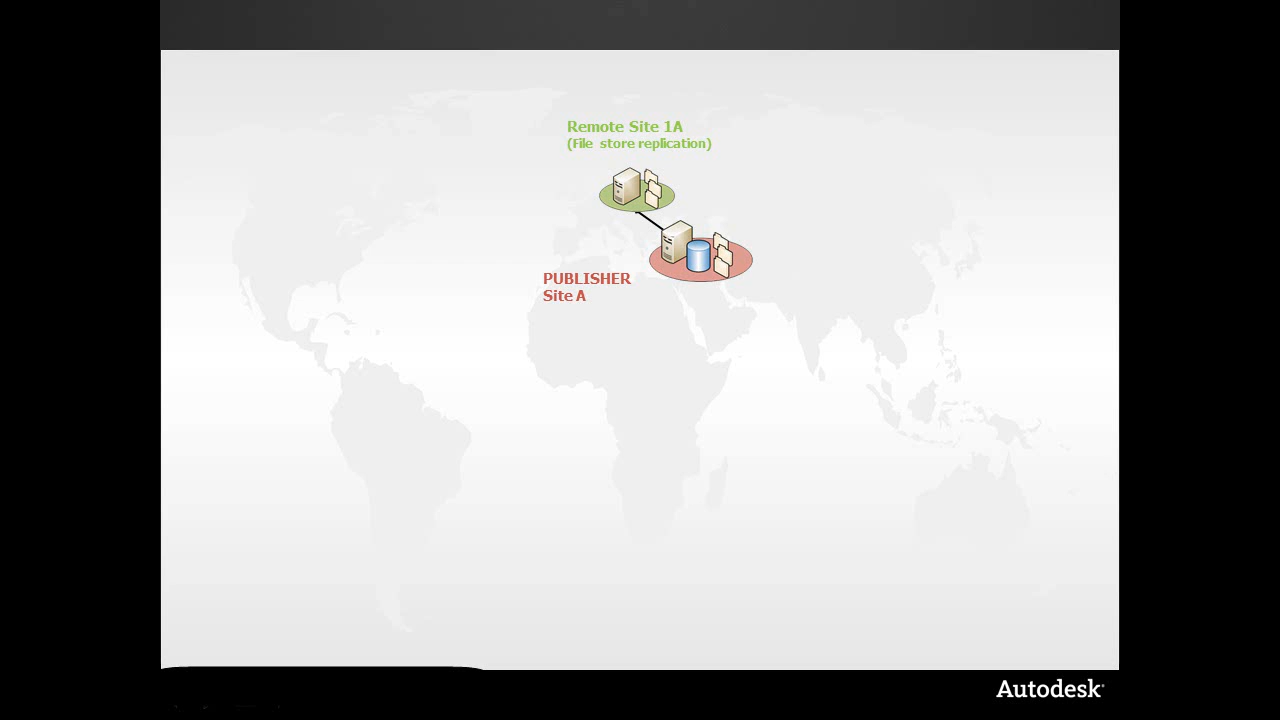 Remote Site 1A
(File store replication)
PUBLISHER
Site A
Autodesk